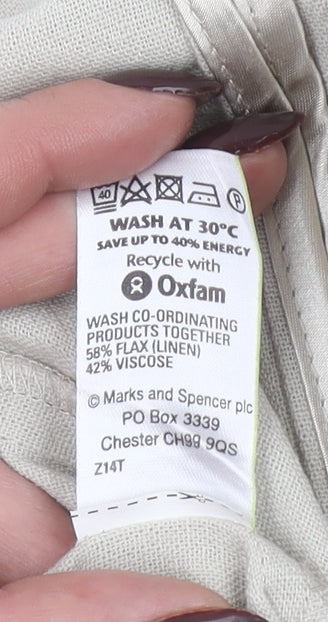 40 P
WASH AT 30°C
SAVE UP TO 40% ENERGY
Recycle with
Oxfam
WASH CO-ORDINATING
PRODUCTS TOGETHER
58% FLAX (LINEN)
42% VISCOSE
© Marks and Spencer plc
PO Box 3339
Chester CH99 9QS
Z14T